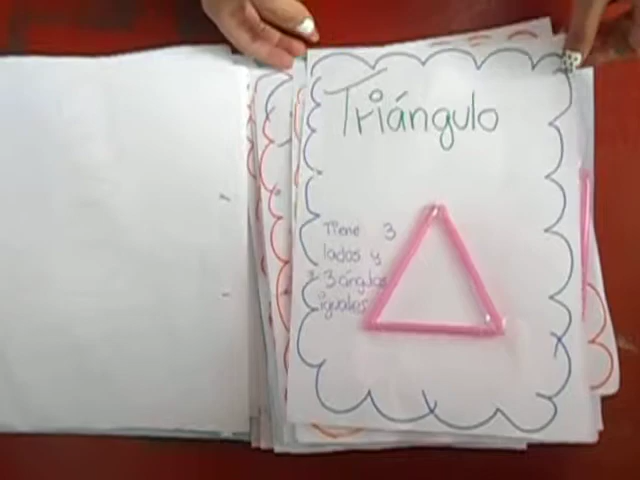 Triángulo
Tiene 3
lados y
3 ángulos
iguales